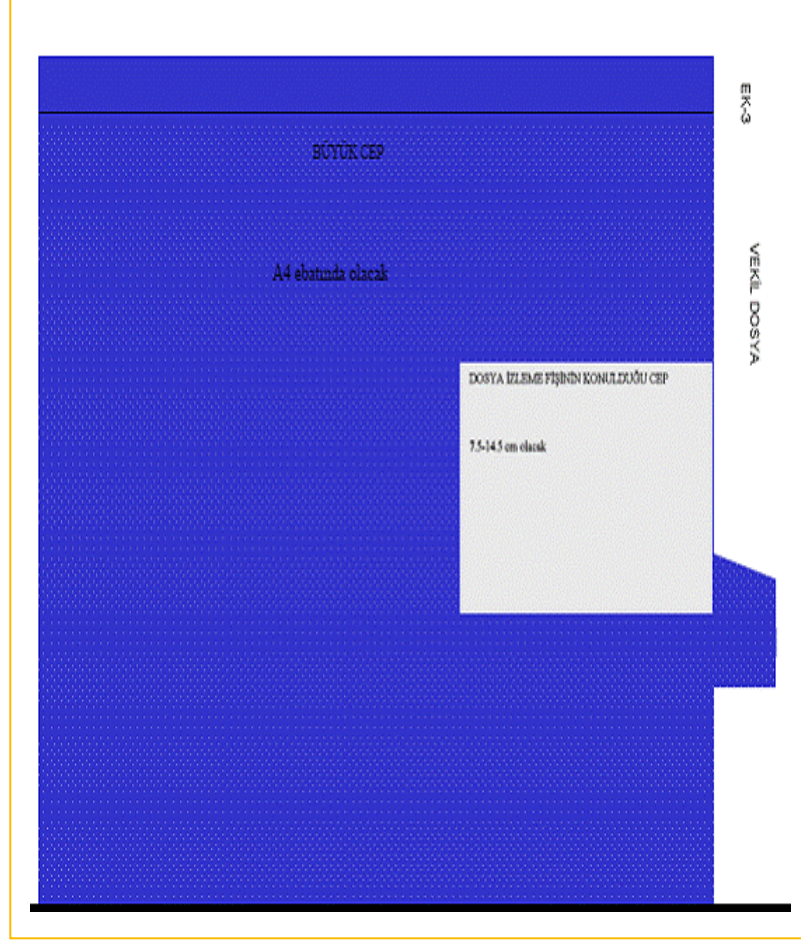 EK-3
VEKİL DOSYA
BÜYÜK CEP
A4 ebatında olacak
DOSYA İZLEME FİŞİNİN KONULDUĞU CEP
7.5-14.5 cm olacak